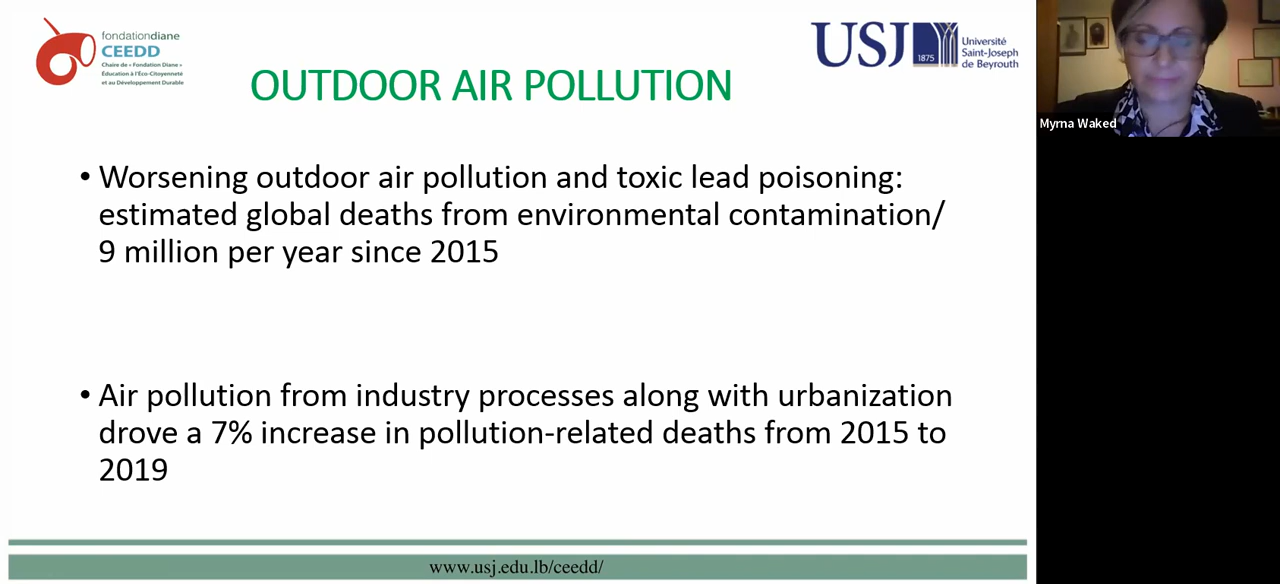 fondationdiane
CEEDD
Chaire de « Fondation Diane »
Éducation à l'Éco-Citoyenneté
et au Développement Durable
USJ
1875
Université
Saint-Joseph
de Beyrouth
OUTDOOR AIR POLLUTION
• Worsening outdoor air pollution and toxic lead poisoning:
estimated global deaths from environmental contamination/
9 million per year since 2015
• Air pollution from industry processes along with urbanization
drove a 7% increase in pollution-related deaths from 2015 to
2019
www.usj.edu.lb/ceedd/
Myrna Waked